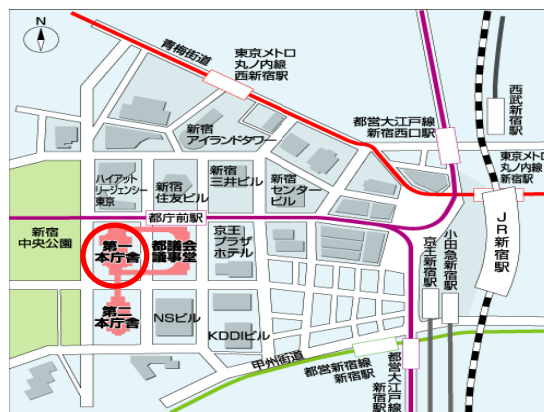 N
青梅街道
東京メトロ
丸ノ内線
西新宿駅
西武新宿駅
都営大江戸線
新宿西口駅
新宿
アイランドタワー
東京メトロ
丸ノ内線
新宿駅
ハイアット
リージェンシー
東京
新宿
住友ビル
新宿
三井ビル
新宿
センター
ビル
都庁前駅
新宿
中央公園
第一
本庁舎
都議会
議事堂
京王
プラザ
ホテル
JR新宿駅
小田急新宿駅
京王新宿駅
第二
本庁舎
NSビル
KDDIビル
甲州街道
都営新宿線
新宿駅
都営大江戸線
新宿駅